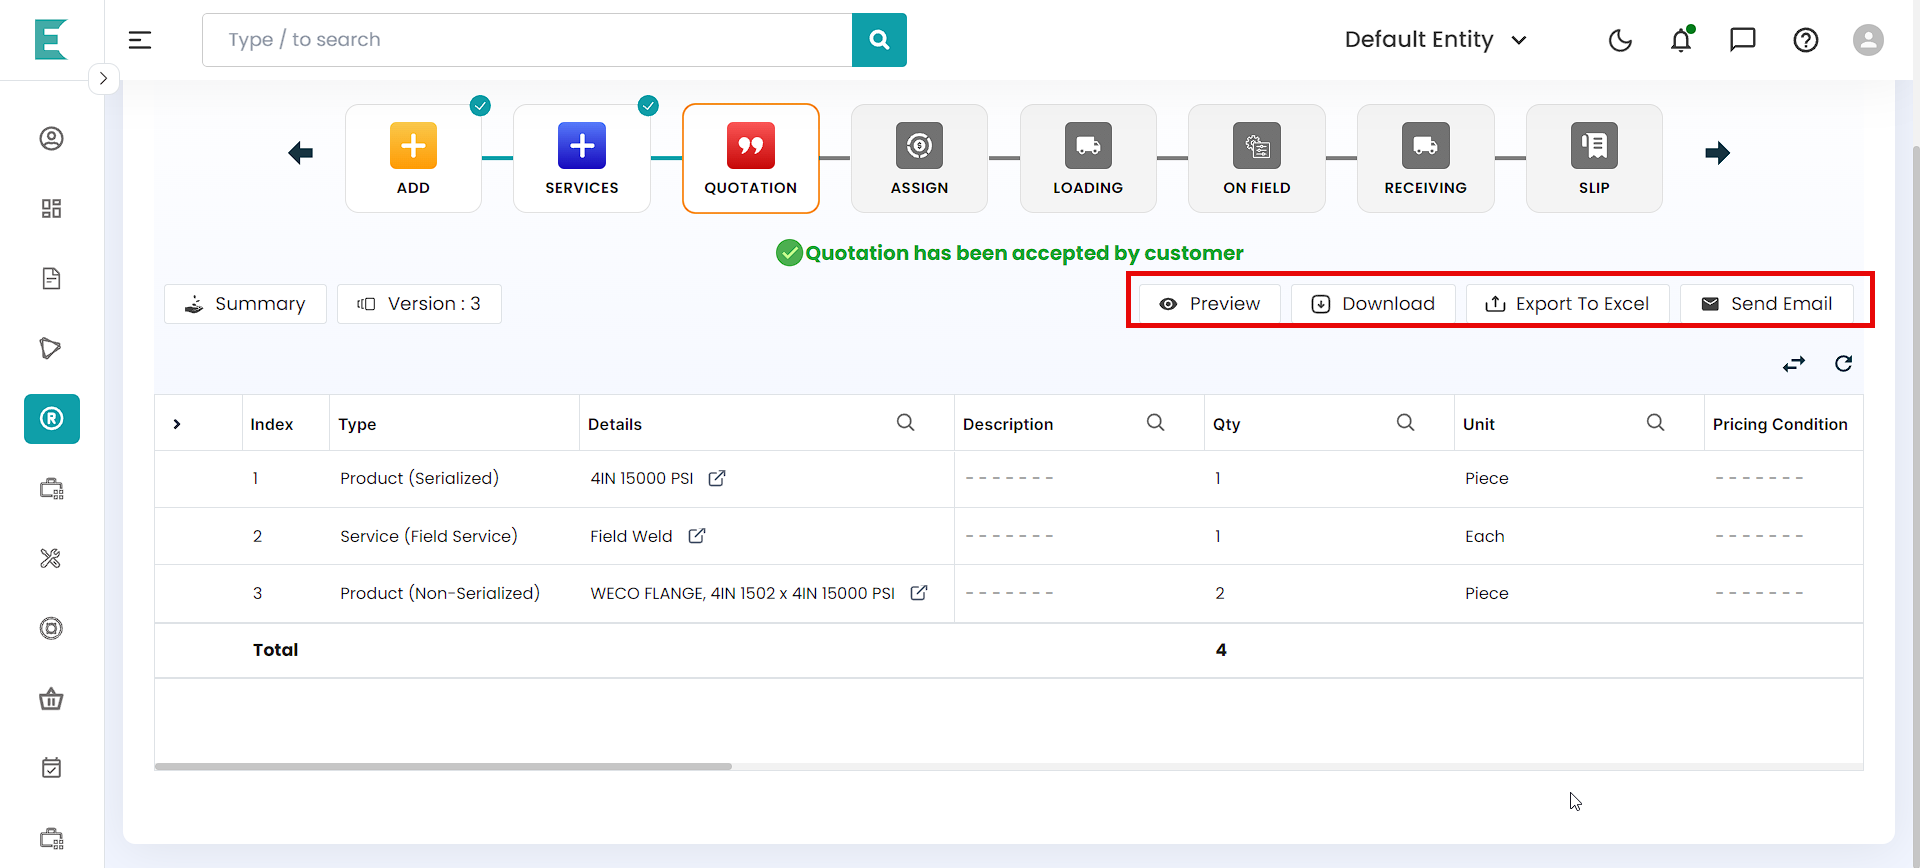 E
Type / to search
Default Entity
ADD
SERVICES
QUOTATION
ASSIGN
LOADING
ON FIELD
RECEIVING
SLIP
Quotation has been accepted by customer
Summary
Version : 3
Preview
Download
Export To Excel
Send Email
Index Type Details Description Qty Unit Pricing Condition
1 Product (Serialized) 4IN 15000 PSI - - - - - - - 1 Piece - - - - - - -
2 Service (Field Service) Field Weld - - - - - - - 1 Each - - - - - - -
3 Product (Non-Serialized) WECO FLANGE, 4IN 1502 x 4IN 15000 PSI - - - - - - - 2 Piece - - - - - - -
Total 4